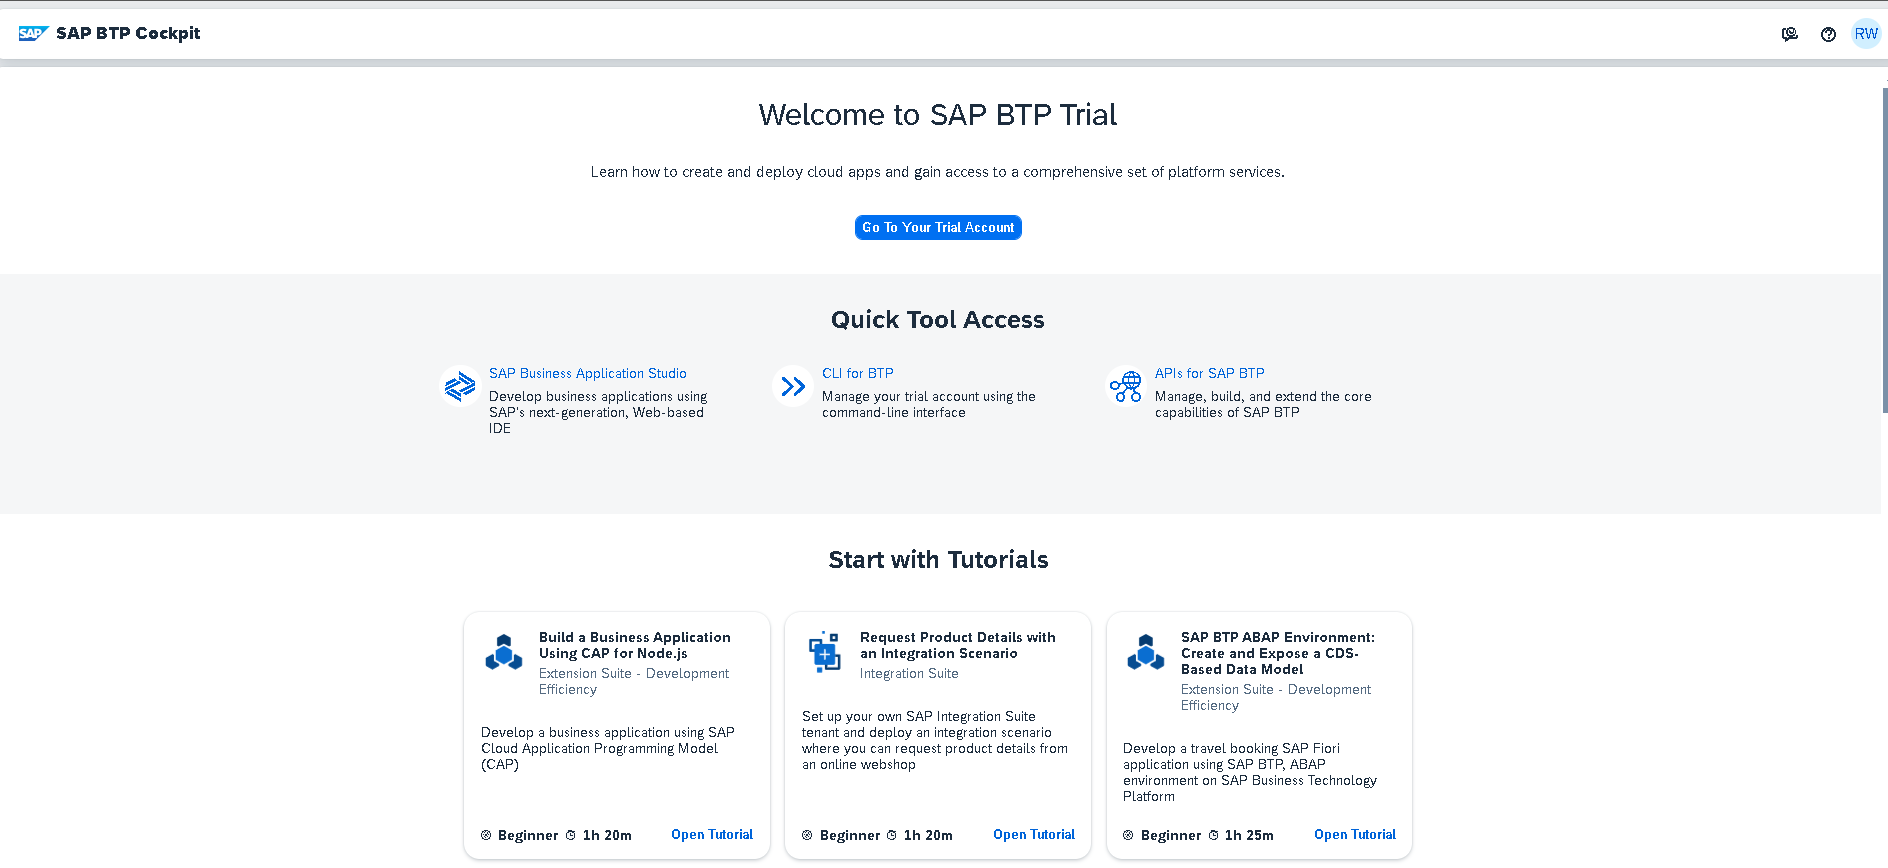 SAP SAP BTP Cockpit
RW
Welcome to SAP BTP Trial
Learn how to create and deploy cloud apps and gain access to a comprehensive set of platform services.
Go To Your Trial Account
Quick Tool Access
SAP Business Application Studio
Develop business applications using
SAP's next-generation, Web-based
IDE
CLI for BTP
Manage your trial account using the
command-line interface
APIs for SAP BTP
Manage, build, and extend the core
capabilities of SAP BTP
Start with Tutorials
Build a Business Application
Using CAP for Node.js
Extension Suite - Development
Efficiency
Develop a business application using SAP
Cloud Application Programming Model
(CAP)
Beginner 1h 20m Open Tutorial
Request Product Details with
an Integration Scenario
Integration Suite
Set up your own SAP Integration Suite
tenant and deploy an integration scenario
where you can request product details from
an online webshop
Beginner 1h 20m Open Tutorial
SAP BTP ABAP Environment:
Create and Expose a CDS-
Based Data Model
Extension Suite - Development
Efficiency
Develop a travel booking SAP Fiori
application using SAP BTP, ABAP
environment on SAP Business Technology
Platform
Beginner 1h 25m Open Tutorial